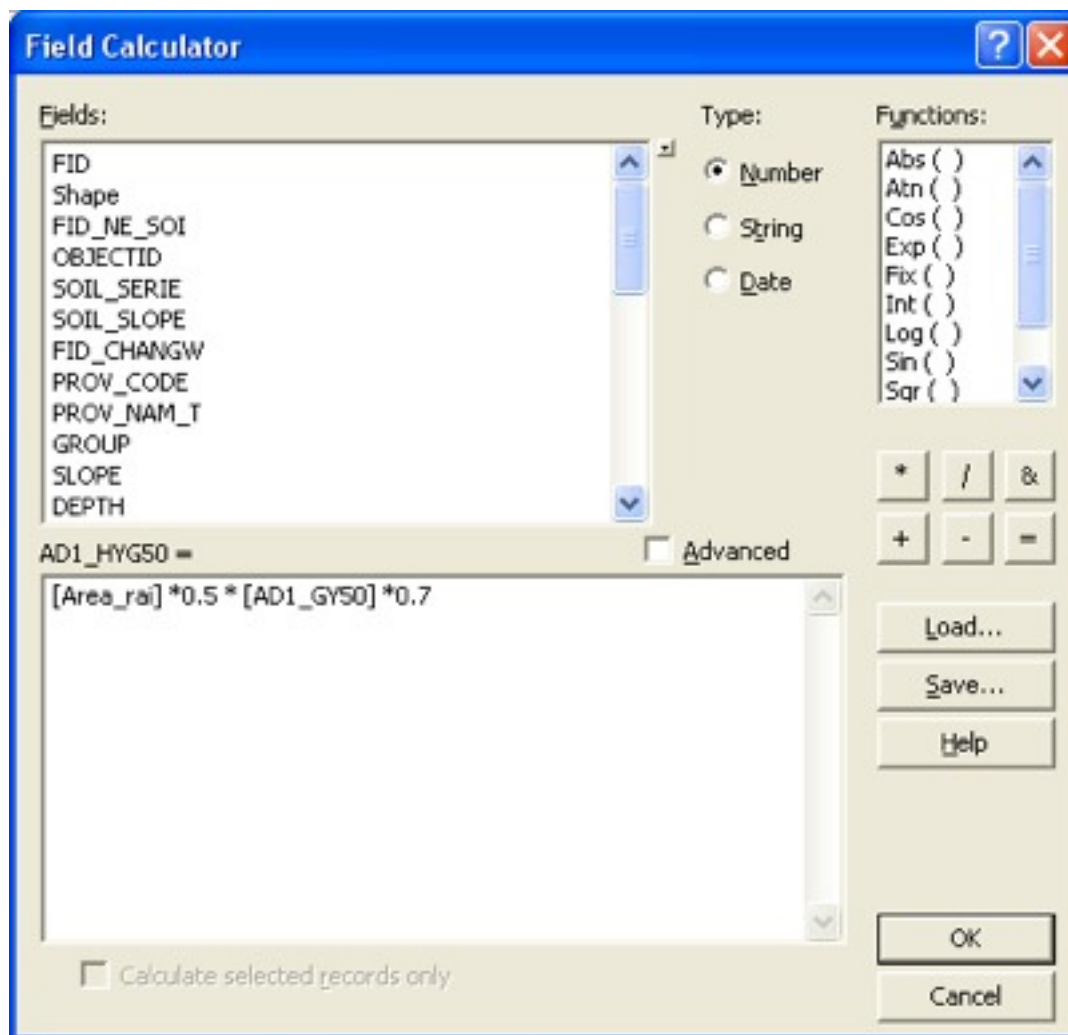 Field Calculator
Fields:
FID
Shape
FID_NE_SOI
OBJECTID
SOIL_SERIE
SOIL_SLOPE
FID_CHANGW
PROV_CODE
PROV_NAM_T
GROUP
SLOPE
DEPTH
Type:
Number
String
Date
Functions:
Abs ( )
Atn ( )
Cos ( )
Exp ( )
Fix ( )
Int ( )
Log ( )
Sin ( )
Sqr ( )
* / &
+ - =
AD1_HYG50 =
Advanced
[Area_rai] *0.5 * [AD1_GY50] *0.7
Load...
Save...
Help
Calculate selected records only
OK
Cancel